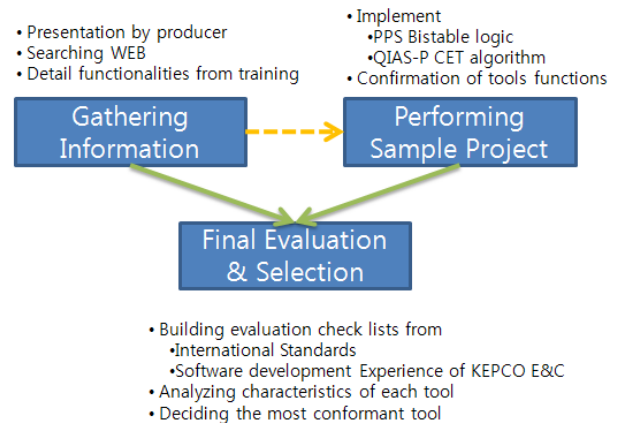 • Presentation by producer
• Searching WEB
• Detail functionalities from training
Gathering
Information
• Implement
•PPS Bistable logic
•QIAS-P CET algorithm
• Confirmation of tools functions
Performing
Sample Project
Final Evaluation
& Selection
• Building evaluation check lists from
•International Standards
•Software development Experience of KEPCO E&C
• Analyzing characteristics of each tool
• Deciding the most conformant tool